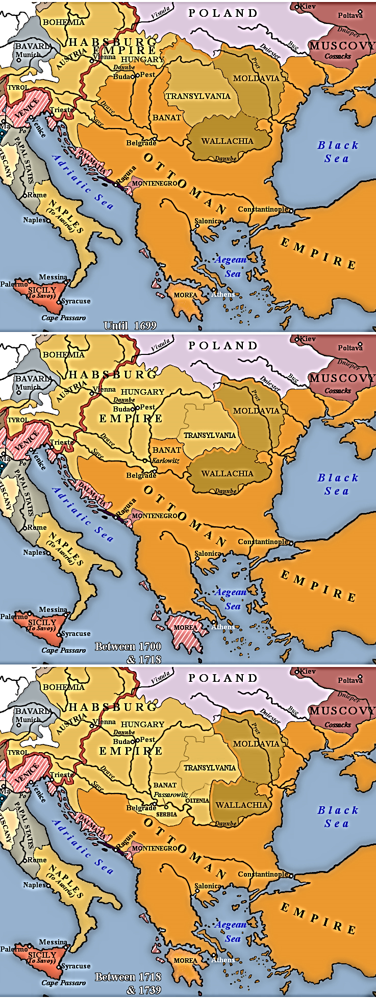 POLAND
Vistula
Kiev
Poltava
BOHEMIA
Dnieper
HABSBURG
EMPIRE
BAVARIA
Munich
AUSTRIA
Vienna
HUNGARY
Dniester
Bug
MUSCOVY
Cossacks
Danube
Buda
Pest
Prut
MOLDAVIA
TYROL
TRANSYLVANIA
VENICE
Trieste
Drave
Save
BANAT
Ma
Po
Venice
Belgrade
WALLACHIA
Danube
Black
Sea
PAPAL STATES
TUSCANY
DALMATIA
Adriatic Sea
Ragusa
MONTENEGRO
OTTOMAN
Rome
NAPLES
(To Austria)
Naples
Constantinople
Salonica
EMPIRE
Aegean
Sea
Messina
Palermo
SICILY
(To Savoy)
Syracuse
MOREA
Athens
Cape Passaro
Until 1699
POLAND
Vistula
Kiev
Poltava
BOHEMIA
Dnieper
HABSBURG
BAVARIA
Munich
AUSTRIA
Vienna
HUNGARY
Dniester
Bug
MUSCOVY
Cossacks
Danube
Buda
Pest
EMPIRE
Prut
MOLDAVIA
TYROL
TRANSYLVANIA
VENICE
Trieste
Drave
Save
BANAT
Karlowitz
Ma
Po
Venice
Belgrade
WALLACHIA
Danube
Black
Sea
PAPAL STATES
TUSCANY
DALMATIA
Adriatic Sea
Ragusa
MONTENEGRO
OTTOMAN
Rome
NAPLES
(To Austria)
Naples
Constantinople
Salonica
EMPIRE
Aegean
Sea
Messina
Palermo
SICILY
(To Savoy)
Syracuse
MOREA
Athens
Cape Passaro
Between 1700
& 1718
POLAND
Vistula
Kiev
Poltava
BOHEMIA
Dnieper
HABSBURG
BAVARIA
Munich
AUSTRIA
Vienna
HUNGARY
Dniester
Bug
MUSCOVY
Cossacks
Danube
Buda
Pest
EMPIRE
Prut
MOLDAVIA
TYROL
TRANSYLVANIA
VENICE
Trieste
Drave
Save
BANAT
Passarowitz
OLTENIA
Ma
Po
Venice
Belgrade
SERBIA
WALLACHIA
Danube
Black
Sea
PAPAL STATES
TUSCANY
DALMATIA
Adriatic Sea
Ragusa
MONTENEGRO
OTTOMAN
Rome
NAPLES
(To Austria)
Naples
Constantinople
Salonica
EMPIRE
Aegean
Sea
Messina
Palermo
SICILY
(To Savoy)
Syracuse
MOREA
Athens
Cape Passaro
Between 1718
& 1739